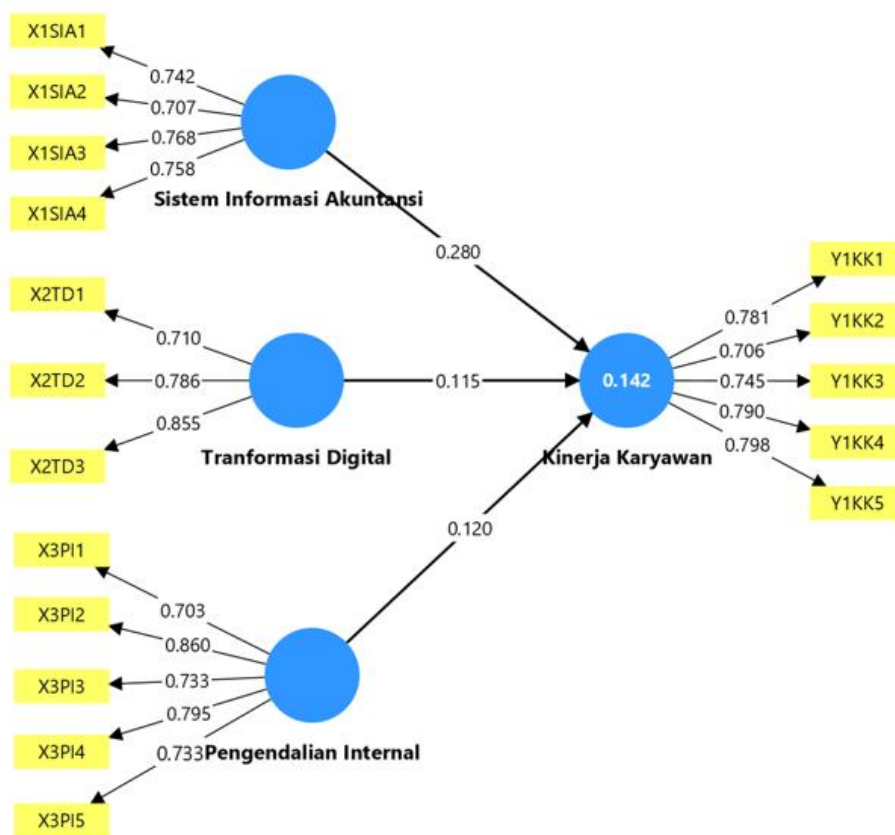 X1SIA1
0.742
X1SIA2
0.707
X1SIA3
0.768
X1SIA4
0.758
Sistem Informasi Akuntansi
0.280
X2TD1
0.710
X2TD2
0.786
X2TD3
0.855
Tranformasi Digital
0.115
X3PI1
0.703
X3PI2
0.860
X3PI3
0.733
X3PI4
0.795
X3PI5
0.733
Pengendalian Internal
0.120
0.142
Kinerja Karyawan
Y1KK1
0.781
Y1KK2
0.706
Y1KK3
0.745
Y1KK4
0.790
Y1KK5
0.798